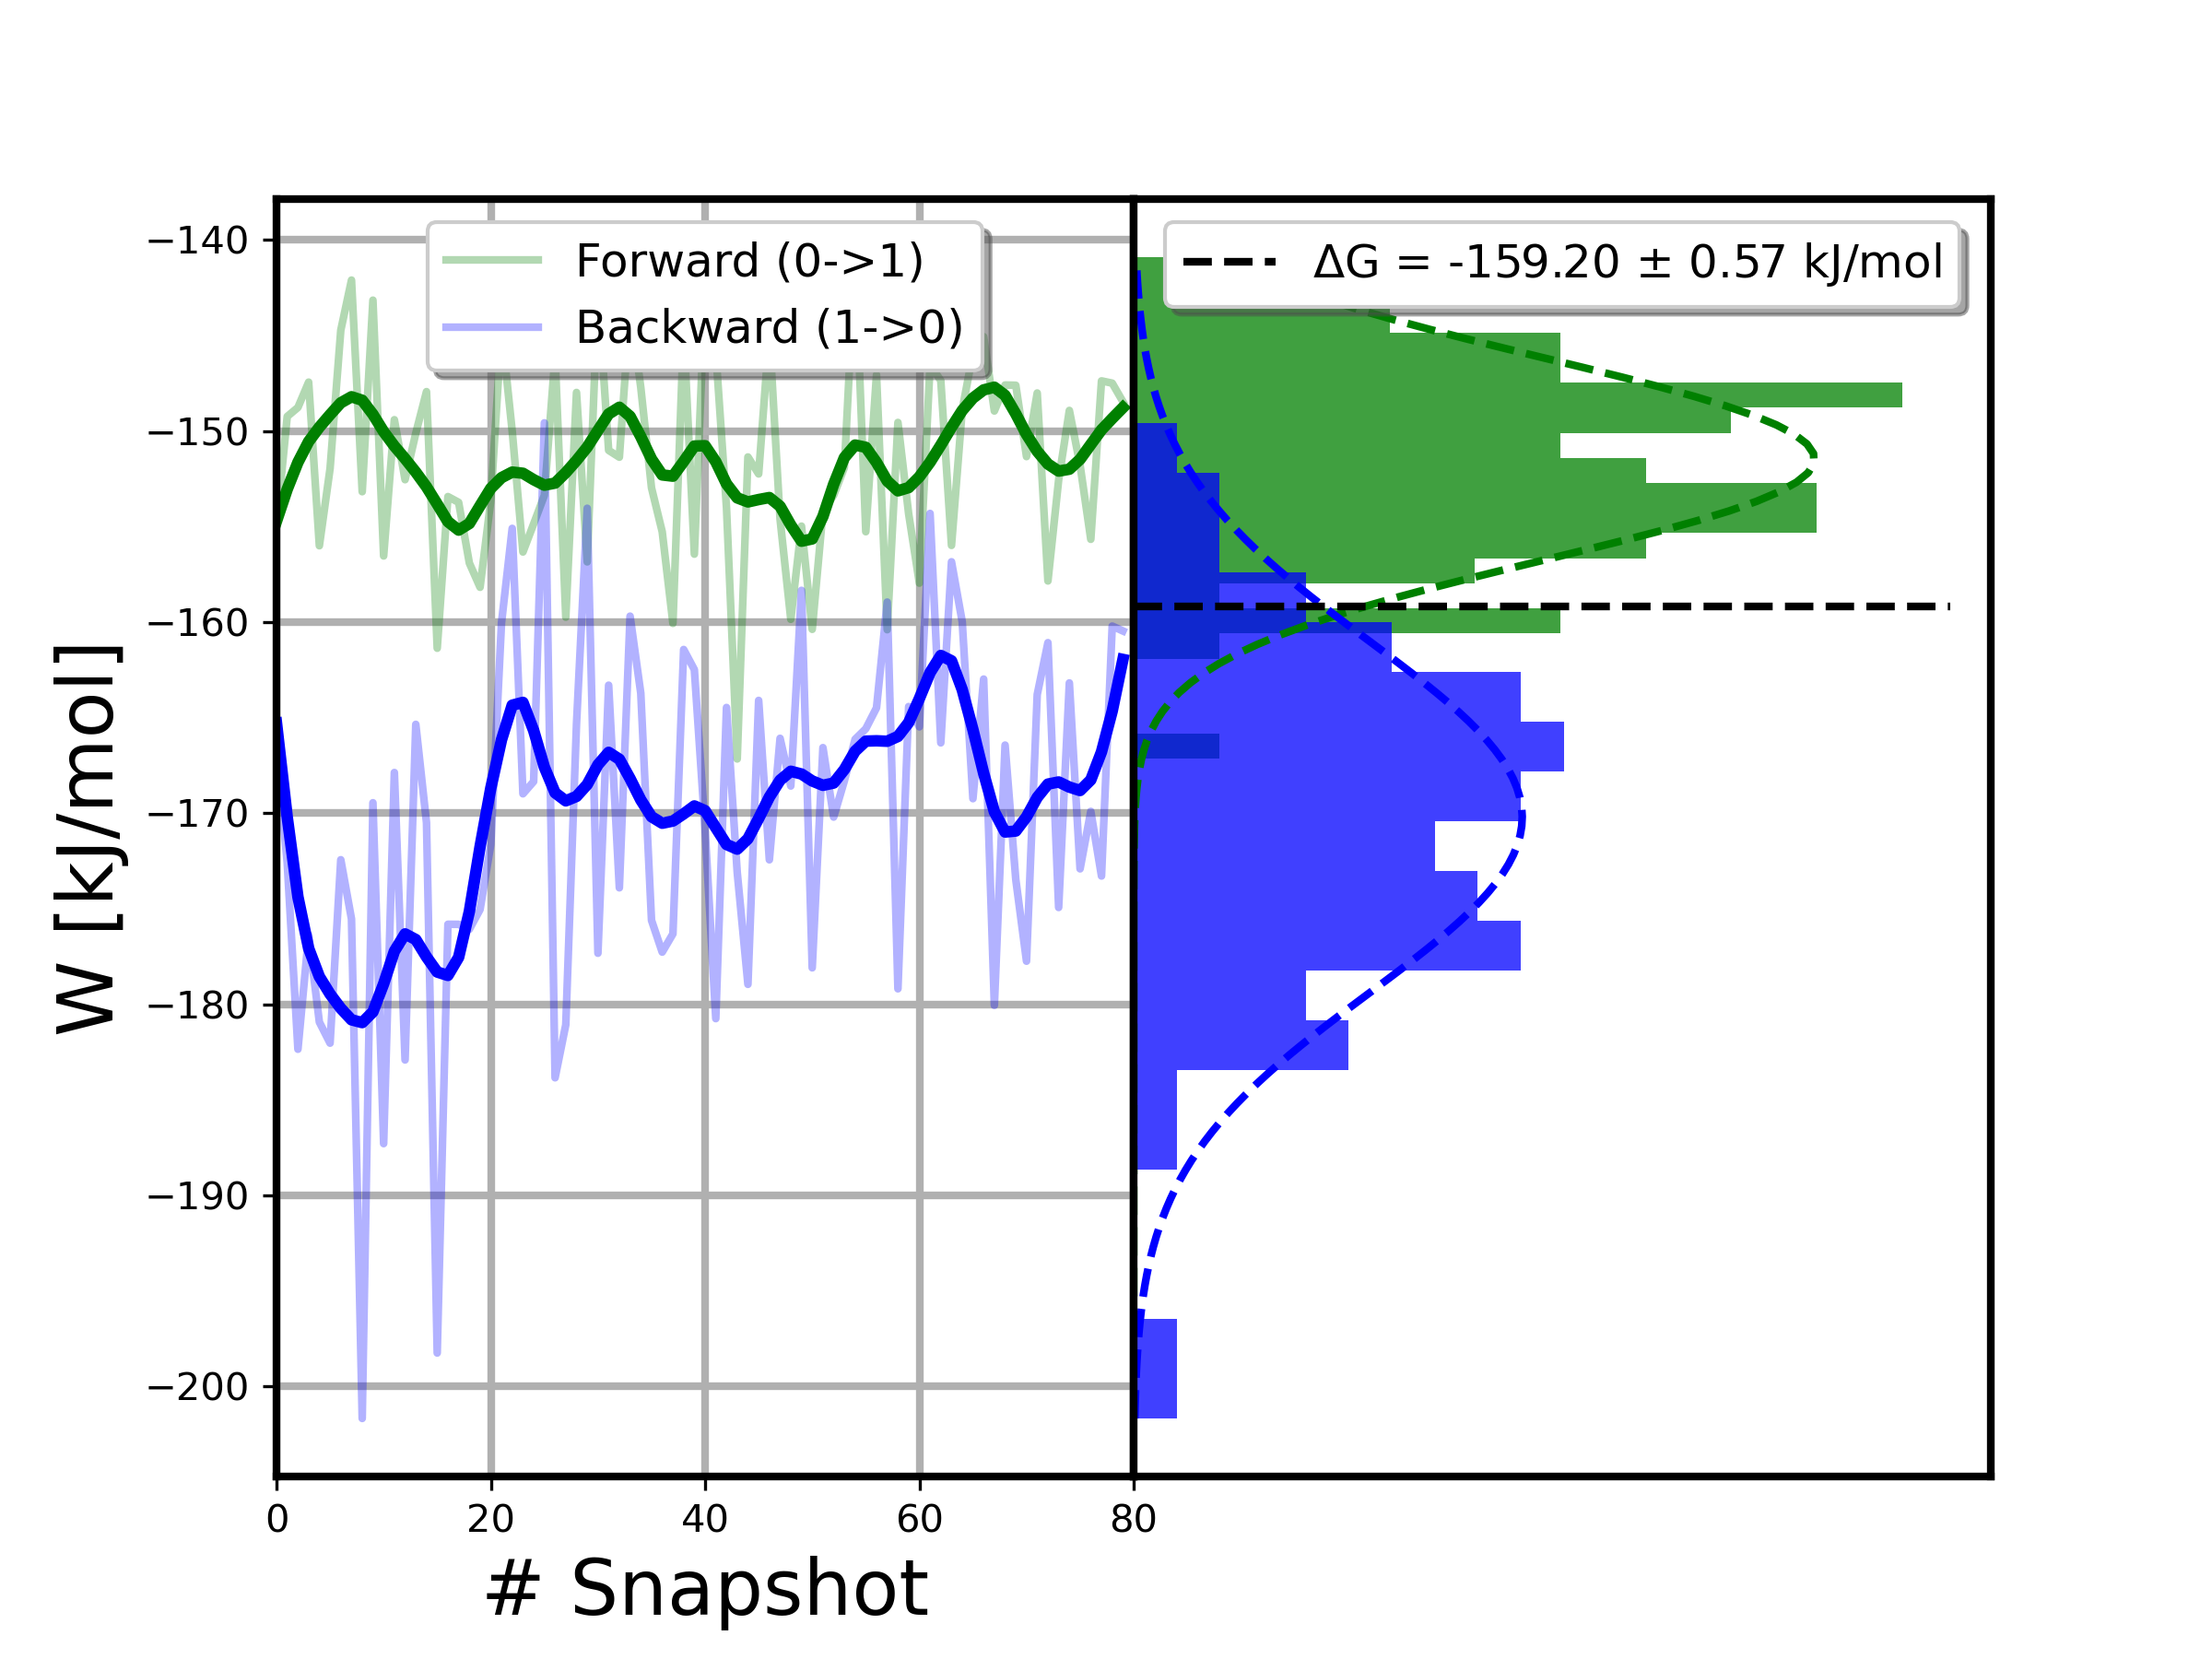 Forward (0->1)
Backward (1->0)
ΔG = -159.20 ± 0.57 kJ/mol
W [kJ/mol]
−140
−150
−160
−170
−180
−190
−200
0 20 40 60 80
# Snapshot